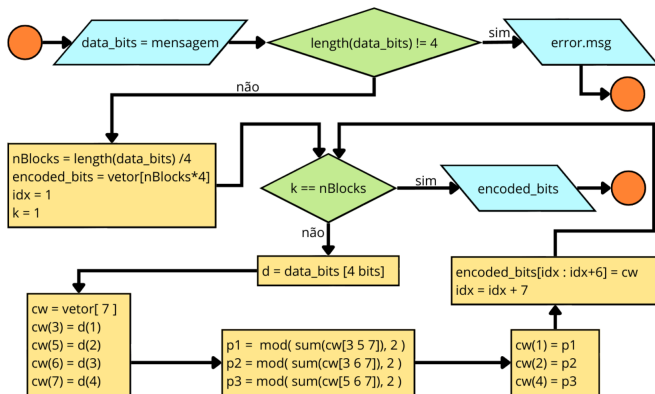 data_bits = mensagem
length(data_bits) != 4
sim
error.msg
não
nBlocks = length(data_bits) /4
encoded_bits = vetor[nBlocks*4]
idx = 1
k = 1
k == nBlocks
sim
encoded_bits
não
d = data_bits [4 bits]
encoded_bits[idx : idx+6] = cw
idx = idx + 7
cw = vetor[ 7 ]
cw(3) = d(1)
cw(5) = d(2)
cw(6) = d(3)
cw(7) = d(4)
p1 = mod( sum(cw[3 5 7]), 2 )
p2 = mod( sum(cw[3 6 7]), 2 )
p3 = mod( sum(cw[5 6 7]), 2 )
cw(1) = p1
cw(2) = p2
cw(4) = p3